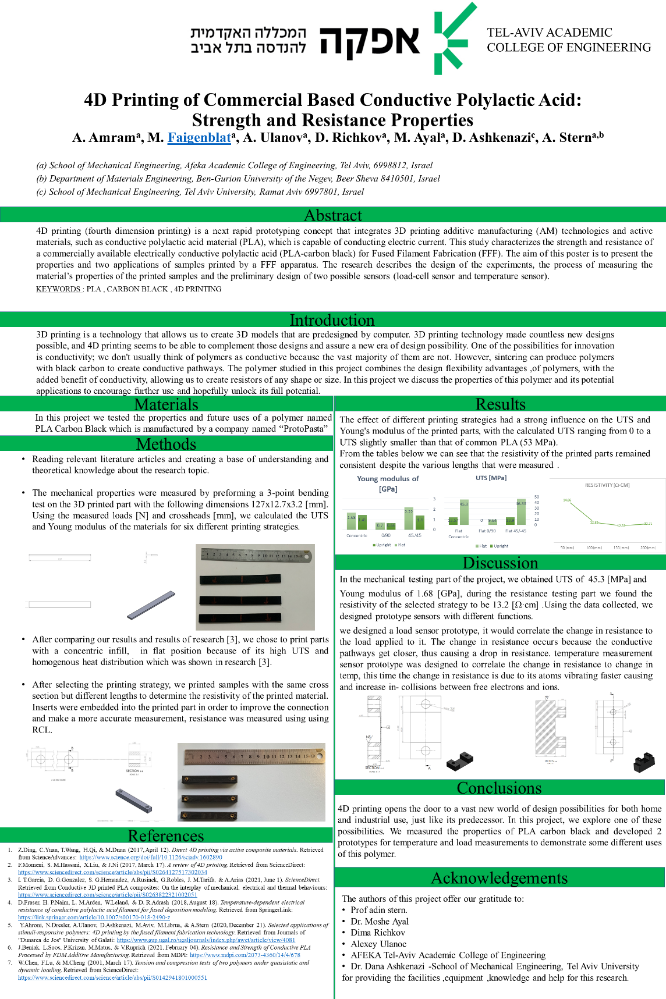 המכללה האקדמית
להנדסה בתל אביב
אפקה
TEL-AVIV ACADEMIC
COLLEGE OF ENGINEERING
4D Printing of Commercial Based Conductive Polylactic Acid:
Strength and Resistance Properties
A. Amramᵃ, M. Faigenblatᵃ, A. Ulanovᵃ, D. Richkovᵃ, M. Ayalᵃ, D. Ashkenaziᶜ, A. Sternᵃ,ᵇ
(a) School of Mechanical Engineering, Afeka Academic College of Engineering, Tel Aviv, 6998812, Israel
(b) Department of Materials Engineering, Ben-Gurion University of the Negev, Beer Sheva 8410501, Israel
(c) School of Mechanical Engineering, Tel Aviv University, Ramat Aviv 6997801, Israel
Abstract
4D printing (fourth dimension printing) is a next rapid prototyping concept that integrates 3D printing additive manufacturing (AM) technologies and active
materials, such as conductive polylactic acid material (PLA), which is capable of conducting electric current. This study characterizes the strength and resistance of
a commercially available electrically conductive polylactic acid (PLA-carbon black) for Fused Filament Fabrication (FFF). The aim of this poster is to present the
properties and two applications of samples printed by a FFF apparatus. The research describes the design of the experiments, the process of measuring the
material's properties of the printed samples and the preliminary design of two possible sensors (load-cell sensor and temperature sensor).
KEYWORDS : PLA , CARBON BLACK , 4D PRINTING
Introduction
3D printing is a technology that allows us to create 3D models that are predesigned by computer. 3D printing technology made countless new designs
possible, and 4D printing seems to be able to complement those designs and assure a new era of design possibility. One of the possibilities for innovation
is conductivity; we don't usually think of polymers as conductive because the vast majority of them are not. However, sintering can produce polymers
with black carbon to create conductive pathways. The polymer studied in this project combines the design flexibility advantages ,of polymers, with the
added benefit of conductivity, allowing us to create resistors of any shape or size. In this project we discuss the properties of this polymer and its potential
applications to encourage further use and hopefully unlock its full potential.
Materials
In this project we tested the properties and future uses of a polymer named
PLA Carbon Black which is manufactured by a company named “ProtoPasta”
Methods
• Reading relevant literature articles and creating a base of understanding and
theoretical knowledge about the research topic.
• The mechanical properties were measured by preforming a 3-point bending
test on the 3D printed part with the following dimensions 127x12.7x3.2 [mm].
Using the measured loads [N] and crossheads [mm], we calculated the UTS
and Young modulus of the materials for six different printing strategies.
1 2 3 4 5 6 7 8 9 10 11 12 13 14 15
• After comparing our results and results of research [3], we chose to print parts
with a concentric infill, in flat position because of its high UTS and
homogenous heat distribution which was shown in research [3].
• After selecting the printing strategy, we printed samples with the same cross
section but different lengths to determine the resistivity of the printed material.
Inserts were embedded into the printed part in order to improve the connection
and make a more accurate measurement, resistance was measured using using
RCL.
B
B
SECTION
1 2 3 4 5 6 7 8 9 10 11 12 13 14 15
References
1. Z.Ding, C.Yuan, T.Wang, H.Qi, & M.Dunn (2017, April 12). Direct 4D printing via active composite materials. Retrieved
from ScienceAdvances: https://www.science.org/doi/full/10.1126/sciadv.1602890
2. F.Momeni, S. M.Hassani, X.Liu, & J.Ni (2017, March 17). A review of 4D printing. Retrieved from ScienceDirect:
https://www.sciencedirect.com/science/article/abs/pii/S0264127517302034
3. I. T.Garcia, D. G.Gonzalez, S. G.Hernandez, A.Rusinek, G.Robles, J. M.Tarifa, & A.Arias (2021, June 1). ScienceDirect.
Retrieved from Conductive 3D printed PLA composites: On the interplay of mechanical, electrical and thermal behaviours:
https://www.sciencedirect.com/science/article/pii/S0263822321002051
4. D.Fraser, H. P.Naim, L. M.Arden, W.Leland, & D. R.Adrash (2018, August 18). Temperature-dependent electrical
resistance of conductive polylactic acid filament for fused deposition modeling. Retrieved from SpringerLink:
https://link.springer.com/article/10.1007/s00170-018-2490-z
5. Y.Ahroni, N.Dresler, A.Ulanov, D.Ashkenazi, M.Aviv, M.Librus, & A.Stern (2020, December 21). Selected applications of
stimuli-responsive polymers: 4D printing by the fused filament fabrication technology. Retrieved from Journals of
"Dunarea de Jos" University of Galati: https://www.gup.ugal.ro/ugaljournals/index.php/awet/article/view/4081
6. J.Beniak, L.Soos, P.Krizan, M.Matus, & V.Ruprich (2021, February 04). Resistance and Strength of Conductive PLA
Processed by FDM Additive Manufacturing. Retrieved from MDPI: https://www.mdpi.com/2073-4360/14/4/678
7. W.Chen, F.Lu, & M.Cheng (2001, March 17). Tension and compression tests of two polymers under quasistatic and
dynamic loading. Retrieved from ScienceDirect:
https://www.sciencedirect.com/science/article/abs/pii/S0142941801000551
Results
The effect of different printing strategies had a strong influence on the UTS and
Young's modulus of the printed parts, with the calculated UTS ranging from 0 to a
UTS slightly smaller than that of common PLA (53 MPa).
From the tables below we can see that the resistivity of the printed parts remained
consistent despite the various lengths that were measured .
Young modulus of
[GPa]
3
2
1
0
1.68 1.45 0.7 0.66 2.22 1.4
Concentric 0/90 45-/45
Upright Flat
UTS [MPa]
50
40
30
20
10
0
13.57 45.3 0 9.64 13.9 46.33
Flat Concentric Flat 0/90 Flat 45/-45
Flat Upright
RESISTIVITY [Ω·CM]
14.86 12.82 12.53 12.71
50 [mm] 100 [mm] 150 [mm] 200 [mm]
Discussion
In the mechanical testing part of the project, we obtained UTS of 45.3 [MPa] and
Young modulus of 1.68 [GPa], during the resistance testing part we found the
resistivity of the selected strategy to be 13.2 [Ω·cm] .Using the data collected, we
designed prototype sensors with different functions.
we designed a load sensor prototype, it would correlate the change in resistance to
the load applied to it. The change in resistance occurs because the conductive
pathways get closer, thus causing a drop in resistance. temperature measurement
sensor prototype was designed to correlate the change in resistance to change in
temp, this time the change in resistance is due to its atoms vibrating faster causing
and increase in- collisions between free electrons and ions.
NS
SECTION
A
NS
SECTION
A
Conclusions
4D printing opens the door to a vast new world of design possibilities for both home
and industrial use, just like its predecessor. In this project, we explore one of these
possibilities. We measured the properties of PLA carbon black and developed 2
prototypes for temperature and load measurements to demonstrate some different uses
of this polymer.
Acknowledgements
The authors of this project offer our gratitude to:
• Prof adin stern.
• Dr. Moshe Ayal
• Dima Richkov
• Alexey Ulanoc
• AFEKA Tel-Aviv Academic College of Engineering
• Dr. Dana Ashkenazi -School of Mechanical Engineering, Tel Aviv University
for providing the facilities ,equipment ,knowledge and help for this research.